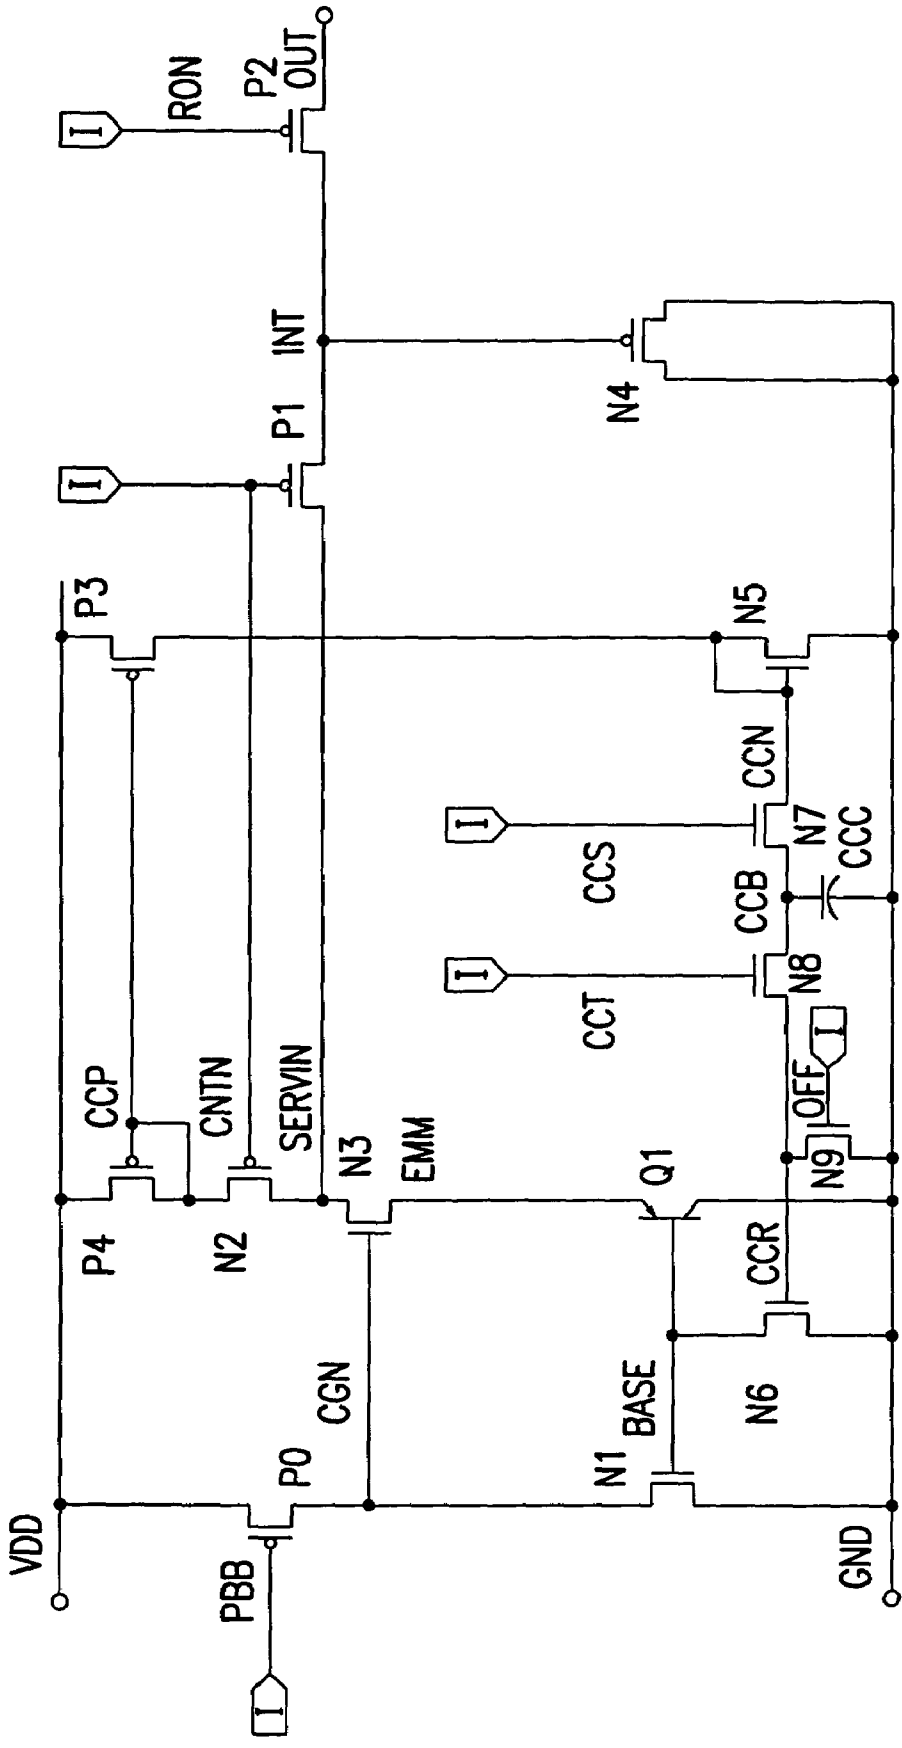 VDD
PBB
I
P0
CGN
N1
BASE
N6
GND
P4
CCP
N2
CNTN
SERVIN
N3
EMM
Q1
CCR
N9
OFF
I
CCT
I
N8
CCB
CCS
I
N7
CCC
CCN
N5
P3
I
P1
INT
N4
I
RON
P2
OUT